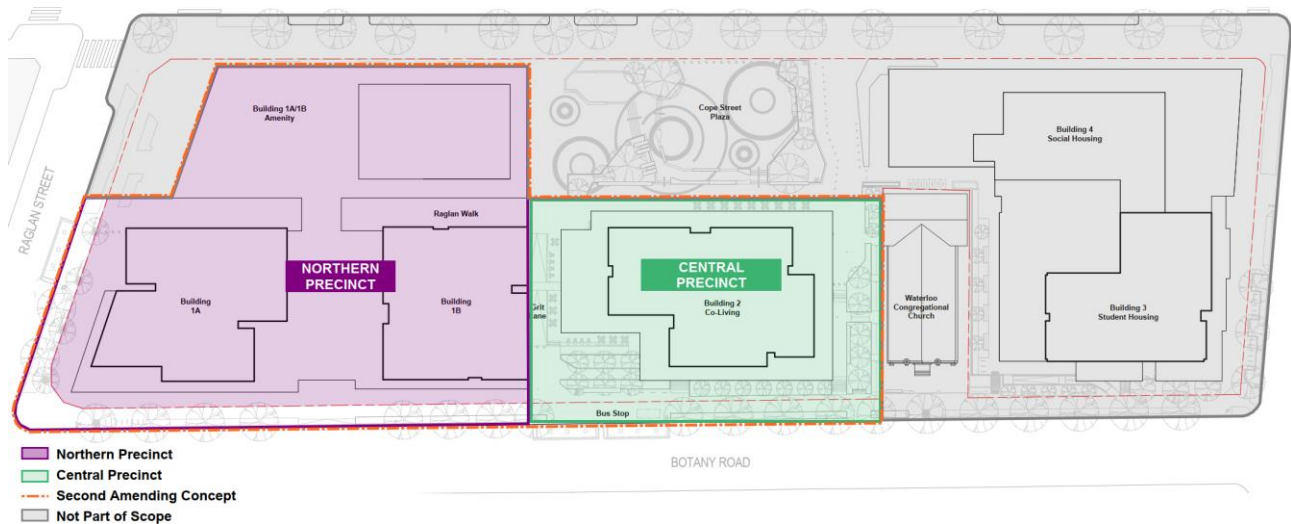 Building 1A/1B
Amenity
Cope Street
Plaza
Building 4
Social Housing
RAGLAN STREET
Raglan Walk
NORTHERN
PRECINCT
CENTRAL
PRECINCT
Building
1A
Building
1B
Grit
Lane
Building 2
Co-Living
Waterloo
Congregational
Church
Building 3
Student Housing
Bus Stop
BOTANY ROAD
Northern Precinct
Central Precinct
Second Amending Concept
Not Part of Scope